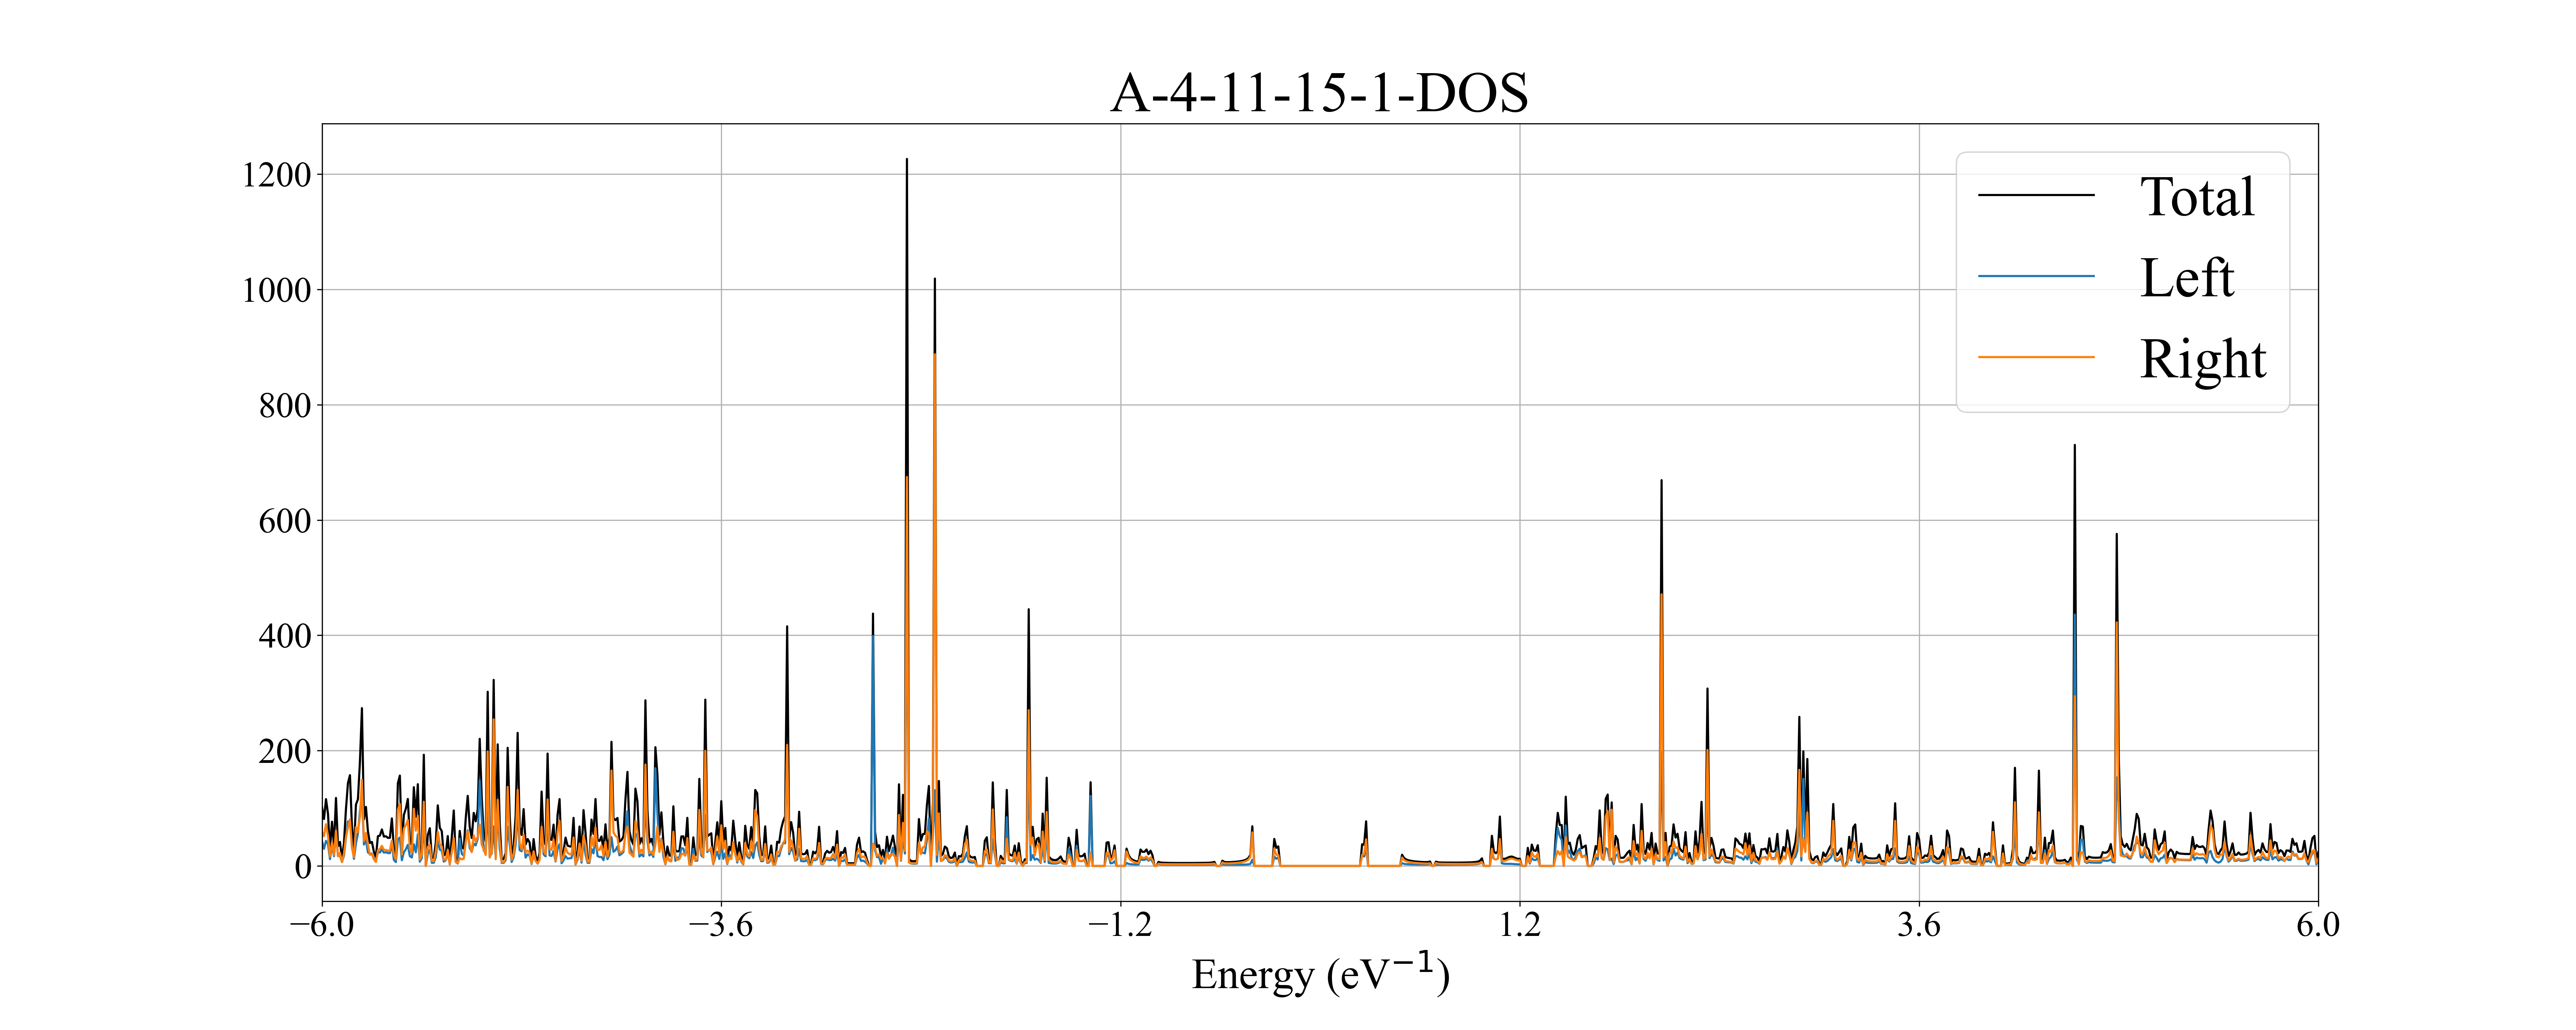 A-4-11-15-1-DOS
1200
1000
800
600
400
200
0
Total
Left
Right
−6.0 −3.6 −1.2 1.2 3.6 6.0
Energy (eV⁻¹)